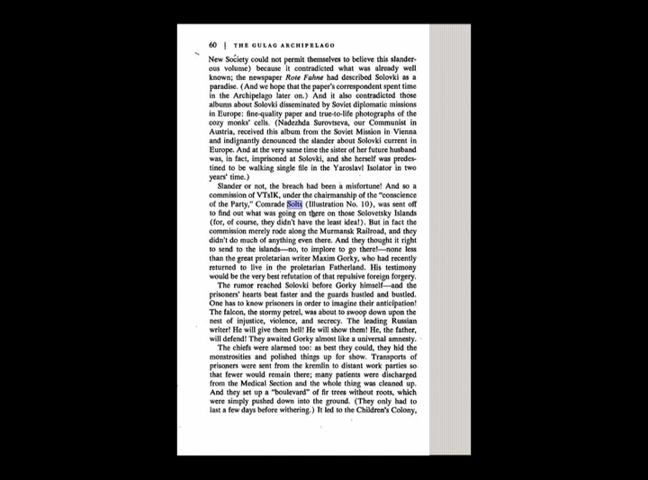 60 | THE GULAG ARCHIPELAGO
New Society could not permit themselves to believe this slander-
ous volume) because it contradicted what was already well
known; the newspaper Rote Fahne had described Solovki as a
paradise. (And we hope that the paper's correspondent spent time
in the Archipelago later on.) And it also contradicted those
albums about Solovki disseminated by Soviet diplomatic missions
in Europe: fine-quality paper and true-to-life photographs of the
cozy monks' cells. (Nadezhda Surovtseva, our Communist in
Austria, received this album from the Soviet Mission in Vienna
and indignantly denounced the slander about Solovki current in
Europe. And at the very same time the sister of her future husband
was, in fact, imprisoned at Solovki, and she herself was predes-
tined to be walking single file in the Yaroslavl Isolator in two
years' time.)
Slander or not, the breach had been a misfortune! And so a
commission of VTsIK, under the chairmanship of the "conscience
of the Party," Comrade Solts (Illustration No. 10), was sent off
to find out what was going on there on those Solovetsky Islands
(for, of course, they didn't have the least idea!). But in fact the
commission merely rode along the Murmansk Railroad, and they
didn't do much of anything even there. And they thought it right
to send to the islands—no, to implore to go there!—none less
than the great proletarian writer Maxim Gorky, who had recently
returned to live in the proletarian Fatherland. His testimony
would be the very best refutation of that repulsive foreign forgery.
The rumor reached Solovki before Gorky himself—and the
prisoners' hearts beat faster and the guards hustled and bustled.
One has to know prisoners in order to imagine their anticipation!
The falcon, the stormy petrel, was about to swoop down upon the
nest of injustice, violence, and secrecy. The leading Russian
writer! He will give them hell! He will show them! He, the father,
will defend! They awaited Gorky almost like a universal amnesty.
The chiefs were alarmed too: as best they could, they hid the
monstrosities and polished things up for show. Transports of
prisoners were sent from the kremlin to distant work parties so
that fewer would remain there; many patients were discharged
from the Medical Section and the whole thing was cleaned up.
And they set up a "boulevard" of fir trees without roots, which
were simply pushed down into the ground. (They only had to
last a few days before withering.) It led to the Children's Colony,